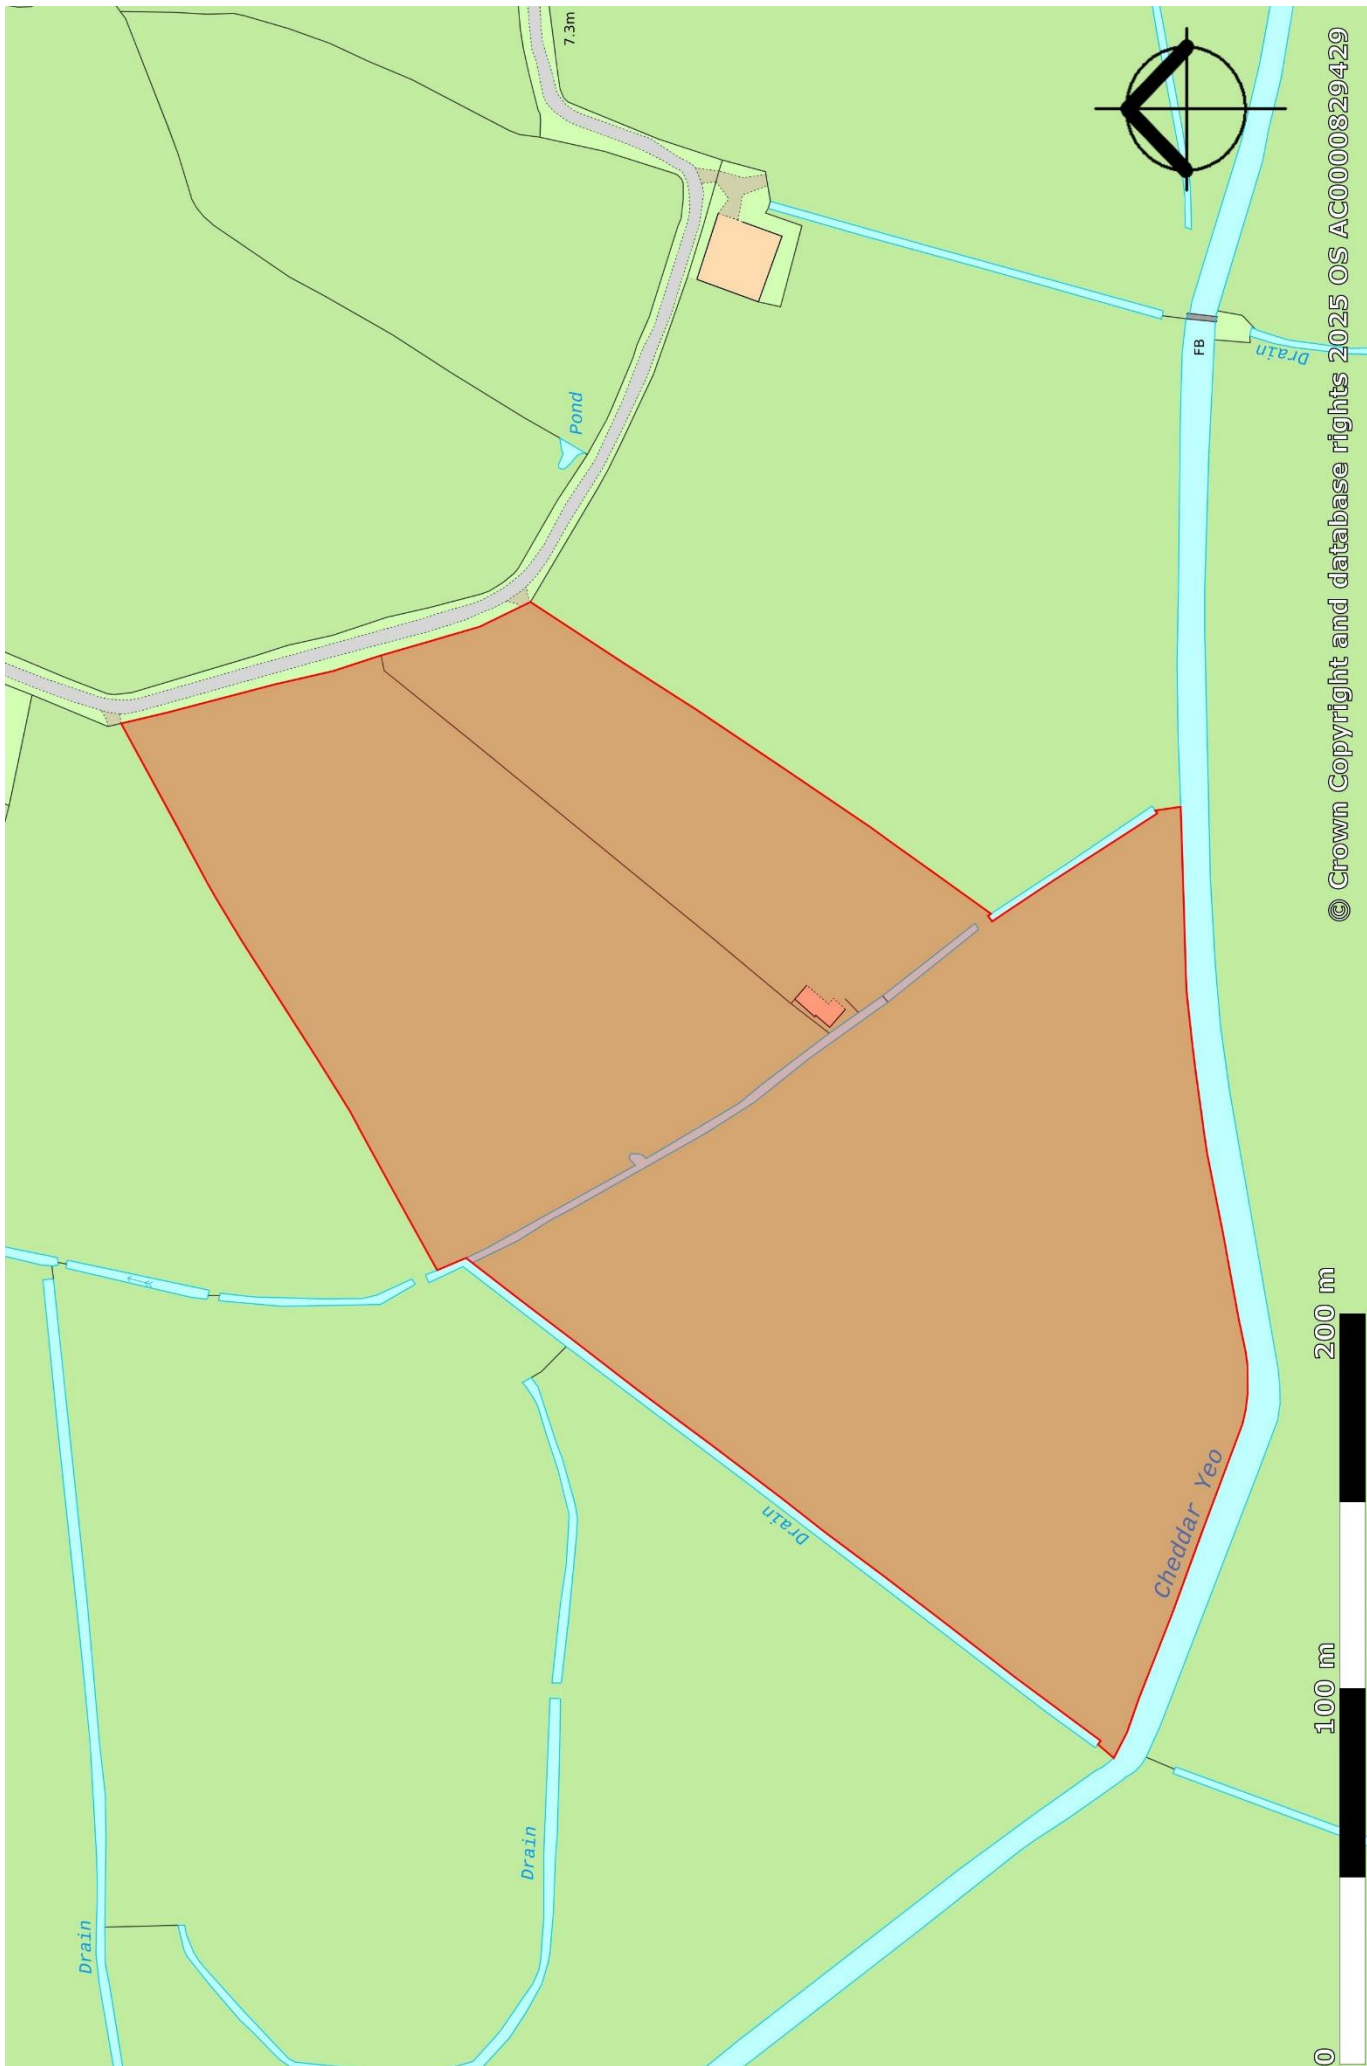 7.3m
Pond
FB
Drain
© Crown Copyright and database rights 2025 OS AC0000829429
Drain
Cheddar Yeo
Drain
Drain
200 m
100 m
0